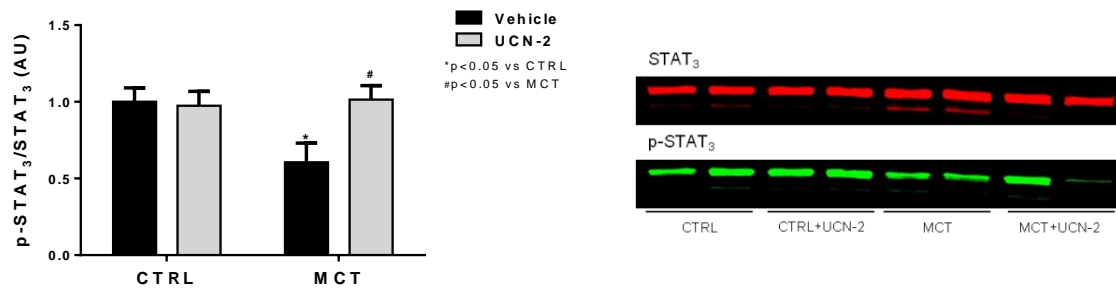 p-STAT₃/STAT₃ (AU)
1.5
1.0
0.5
0.0
*
#
CTRL
MCT
Vehicle
UCN-2
*p<0.05 vs CTRL
#p<0.05 vs MCT
STAT₃
p-STAT₃
CTRL
CTRL+UCN-2
MCT
MCT+UCN-2